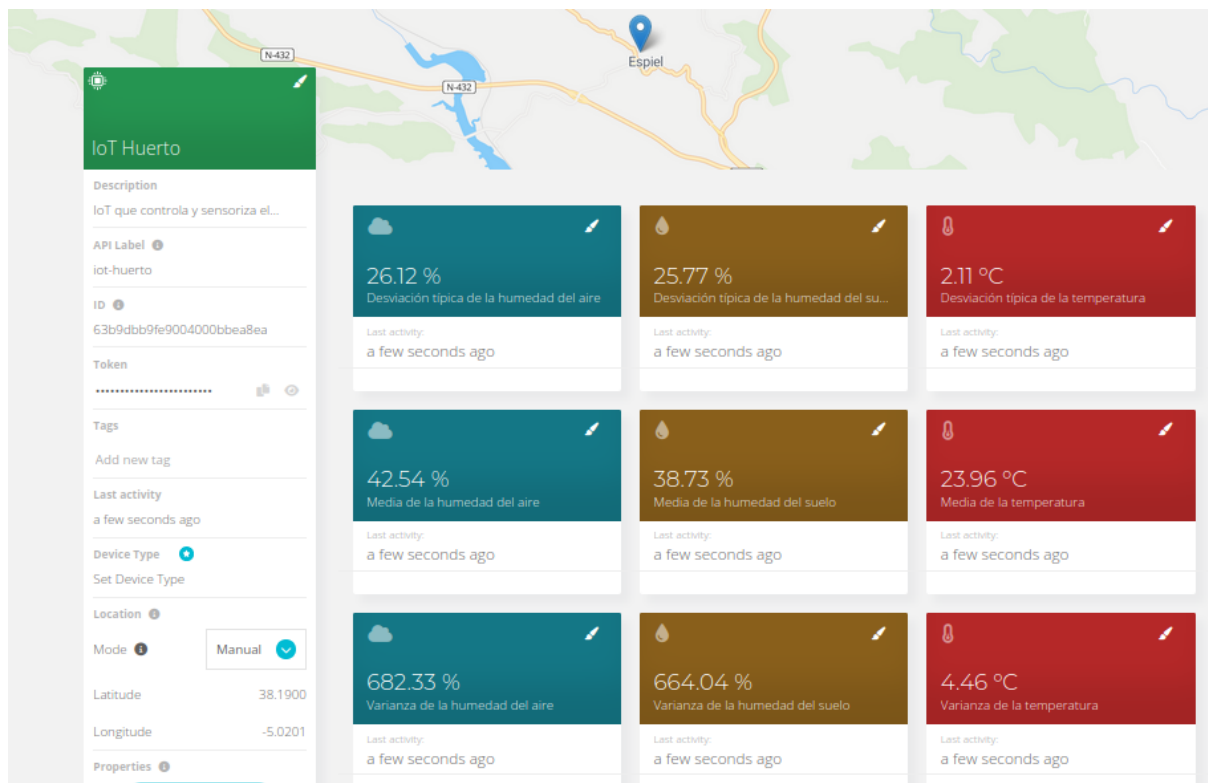 N-432
N-432
Espiel
IoT Huerto
Description
IoT que controla y sensoriza el...
API Label
iot-huerto
ID
63b9dbb9fe9004000bbea8ea
Token
••••••••••••••••••••••••
Tags
Add new tag
Last activity
a few seconds ago
Device Type
Set Device Type
Location
Mode
Manual
Latitude 38.1900
Longitude -5.0201
Properties
26.12 %
Desviación típica de la humedad del aire
Last activity:
a few seconds ago
25.77 %
Desviación típica de la humedad del su...
Last activity:
a few seconds ago
2.11 ºC
Desviación típica de la temperatura
Last activity:
a few seconds ago
42.54 %
Media de la humedad del aire
Last activity:
a few seconds ago
38.73 %
Media de la humedad del suelo
Last activity:
a few seconds ago
23.96 ºC
Media de la temperatura
Last activity:
a few seconds ago
682.33 %
Varianza de la humedad del aire
Last activity:
a few seconds ago
664.04 %
Varianza de la humedad del suelo
Last activity:
a few seconds ago
4.46 ºC
Varianza de la temperatura
Last activity:
a few seconds ago